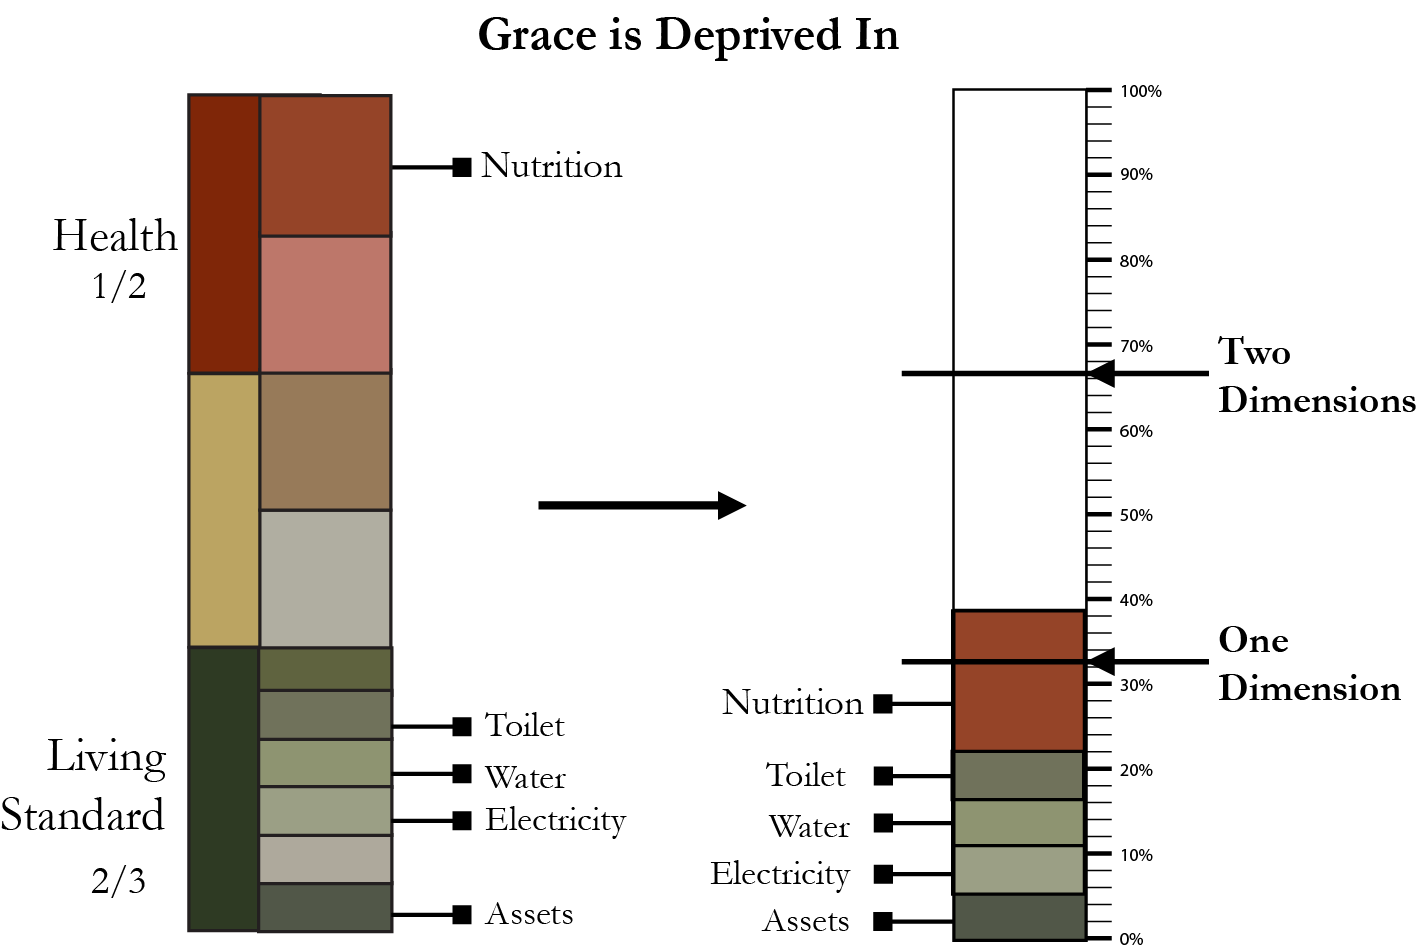 Grace is Deprived In
Nutrition
Health
1/2
Toilet
Living
Water
Standard
Electricity
2/3
Assets
100%
90%
80%
70%
60%
50%
40%
30%
20%
10%
0%
Two
Dimensions
One
Dimension
Nutrition
Toilet
Water
Electricity
Assets